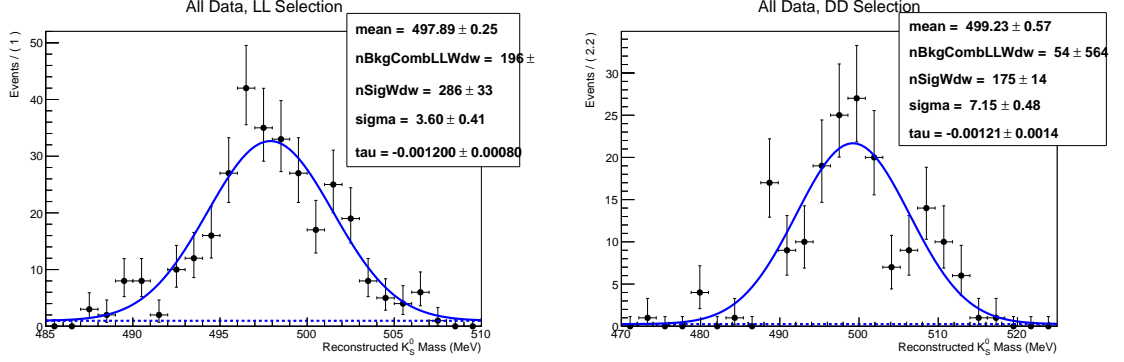 All Data, LL Selection
mean = 497.89 ± 0.25
nBkgCombLLWdw = 196 ±
nSigWdw = 286 ± 33
sigma = 3.60 ± 0.41
tau = -0.001200 ± 0.00080
Events / ( 1 )
50
40
30
20
10
0
485 490 495 500 505 510
Reconstructed K⁰S Mass (MeV)
All Data, DD Selection
mean = 499.23 ± 0.57
nBkgCombLLWdw = 54 ± 564
nSigWdw = 175 ± 14
sigma = 7.15 ± 0.48
tau = -0.00121 ± 0.0014
Events / ( 2.2 )
30
25
20
15
10
5
0
470 480 490 500 510 520
Reconstructed K⁰S Mass (MeV)